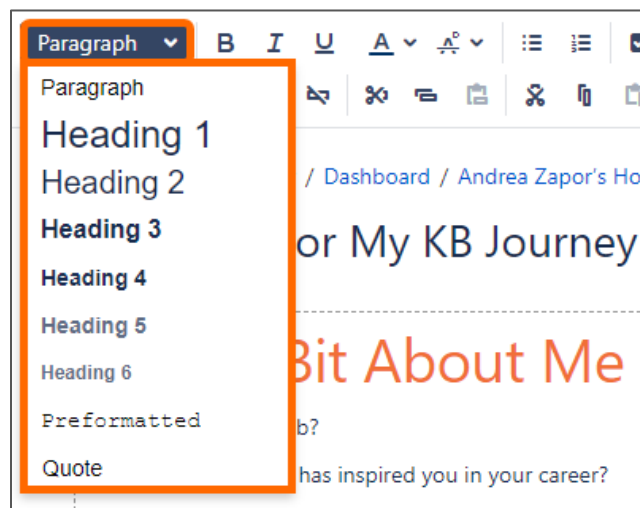 Paragraph B I U A A
Paragraph
Heading 1
Heading 2
/ Dashboard / Andrea Zapor's Ho
Heading 3
or My KB Journey
Heading 4
Heading 5
Bit About Me
Heading 6
Preformatted
b?
Quote
has inspired you in your career?